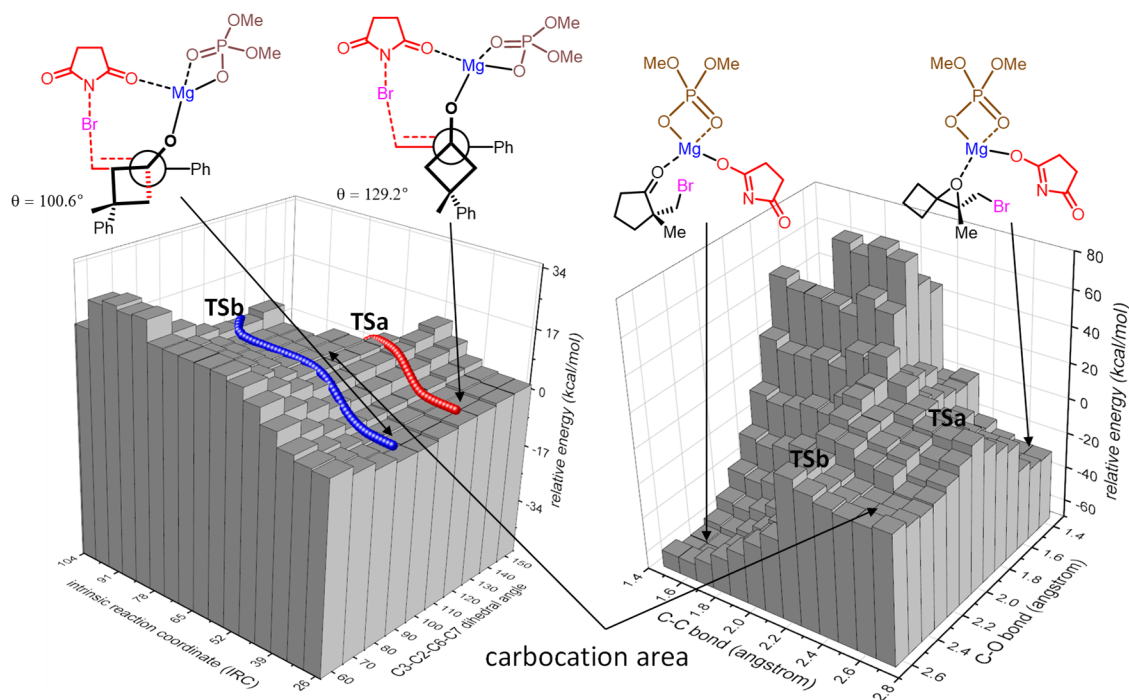 O
N
O
O
P
OMe
OMe
O
Mg
Br
O
Ph
Ph
θ = 100.6°
O
N
O
O
P
OMe
OMe
O
Mg
Br
O
Ph
Ph
θ = 129.2°
MeO
OMe
P
O
O
Mg
O
O
Br
N
O
Me
MeO
OMe
P
O
O
Mg
O
O
Br
N
O
Me
TSb
TSa
34
17
0
-17
-34
relative energy (kcal/mol)
104
91
78
65
52
39
26
intrinsic reaction coordinate (IRC)
60
70
80
90
100
110
120
130
140
150
C3-C2-C6-C7 dihedral angle
TSa
TSb
80
60
40
20
0
-20
-40
-60
relative energy (kcal/mol)
1.4
1.6
1.8
2.0
2.2
2.4
2.6
2.8
C-C bond (angstrom)
1.4
1.6
1.8
2.0
2.2
2.4
2.6
C-O bond (angstrom)
carbocation area